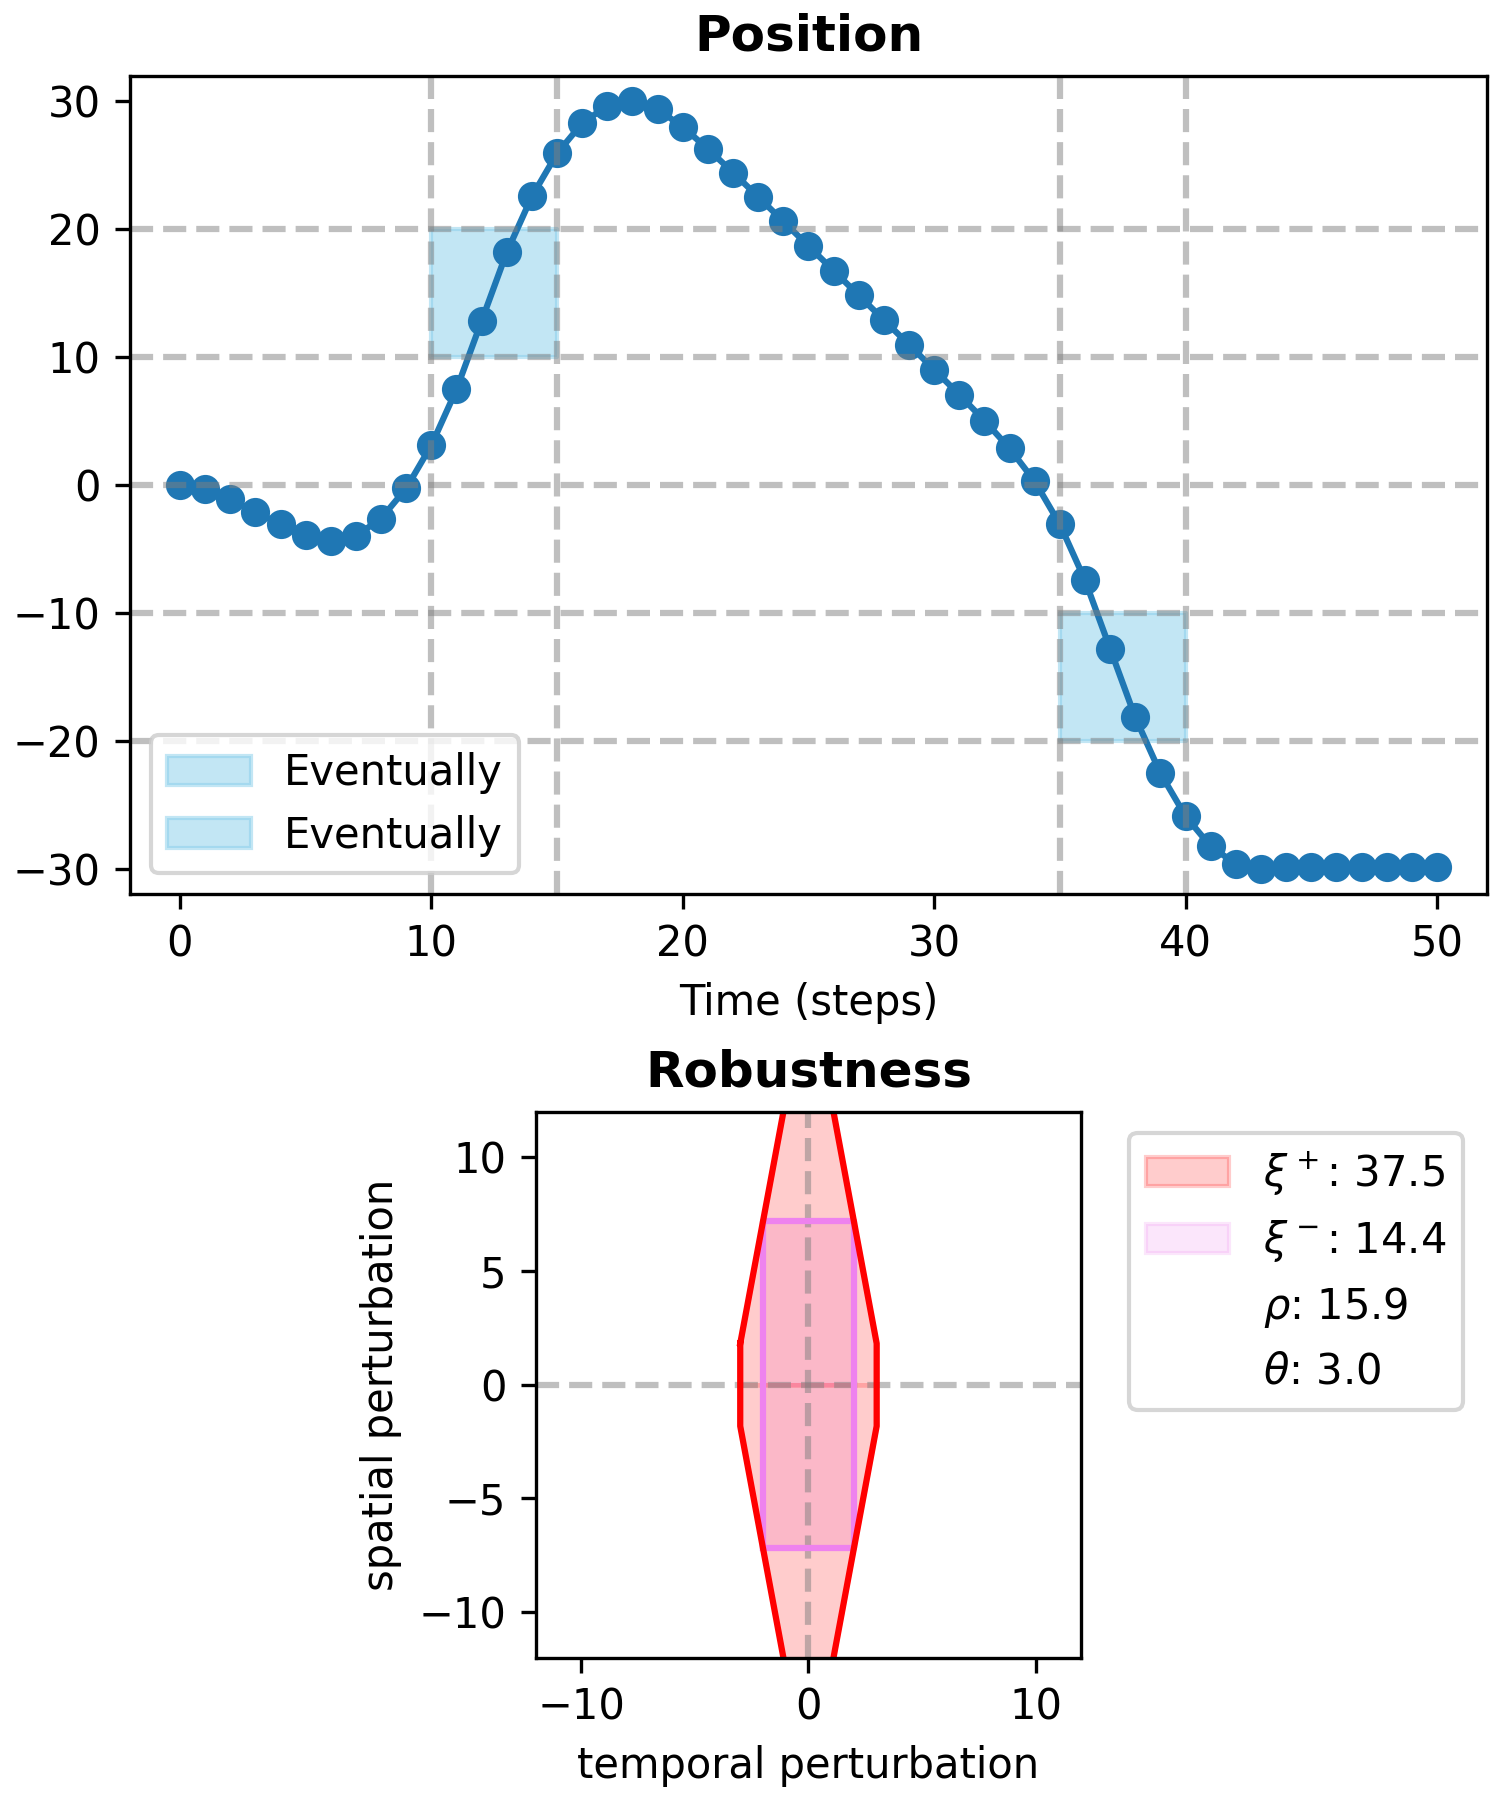 Position
30
20
10
0
−10
−20
−30
Eventually
Eventually
0 10 20 30 40 50
Time (steps)
Robustness
10
5
0
−5
−10
spatial perturbation
−10 0 10
temporal perturbation
ξ⁺: 37.5
ξ⁻: 14.4
ρ: 15.9
θ: 3.0